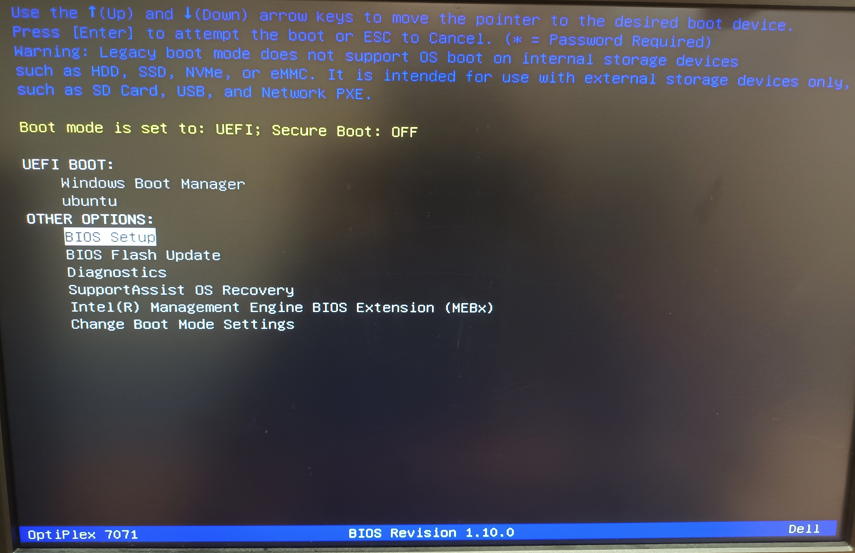 Use the ↑(Up) and ↓(Down) arrow keys to move the pointer to the desired boot device.
Press [Enter] to attempt the boot or ESC to Cancel. (* = Password Required)
Warning: Legacy boot mode does not support OS boot on internal storage devices
such as HDD, SSD, NVMe, or eMMC. It is intended for use with external storage devices only,
such as SD Card, USB, and Network PXE.
Boot mode is set to: UEFI; Secure Boot: OFF
UEFI BOOT:
Windows Boot Manager
ubuntu
OTHER OPTIONS:
BIOS Setup
BIOS Flash Update
Diagnostics
SupportAssist OS Recovery
Intel(R) Management Engine BIOS Extension (MEBx)
Change Boot Mode Settings
OptiPlex 7071 BIOS Revision 1.10.0 Dell